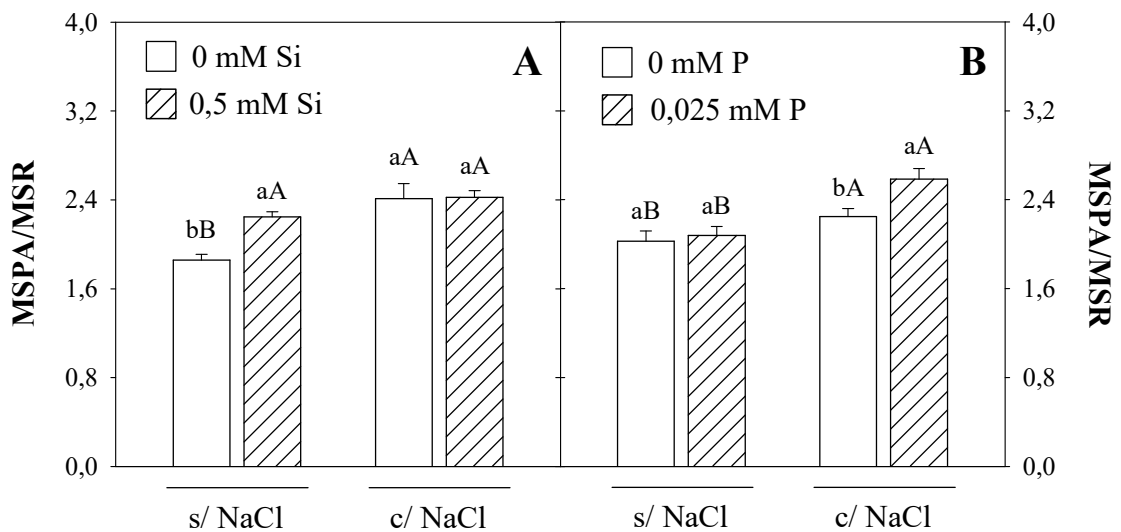 4,0
3,2
2,4
1,6
0,8
0,0
MSPA/MSR
0 mM Si
0,5 mM Si
A
bB
aA
aA
aA
s/ NaCl
c/ NaCl
0 mM P
0,025 mM P
B
aB
aB
bA
aA
s/ NaCl
c/ NaCl
4,0
3,2
2,4
1,6
0,8
0,0
MSPA/MSR